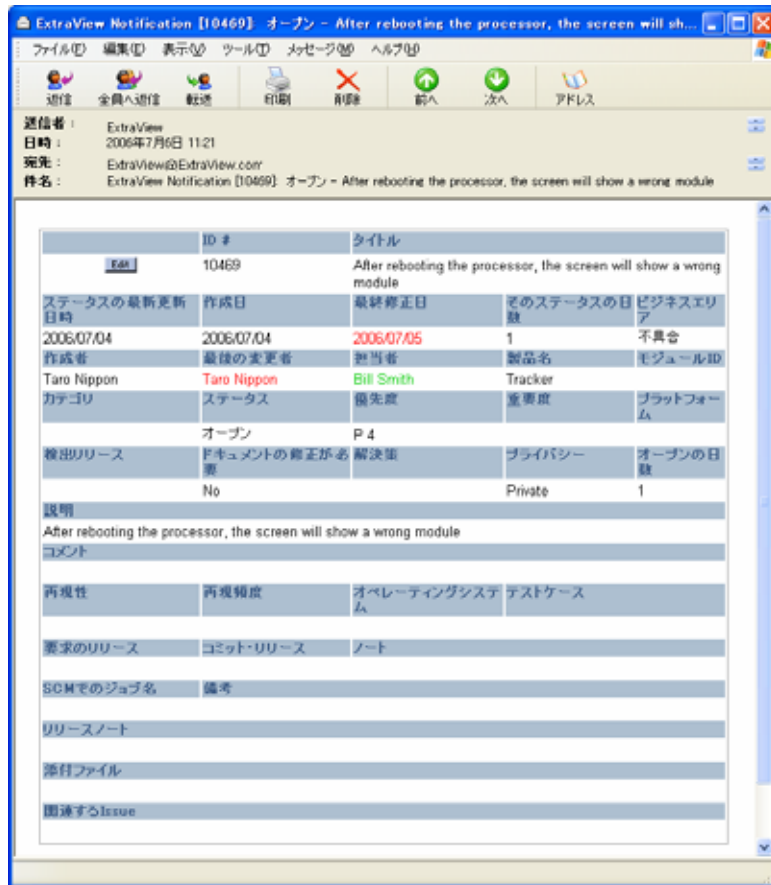 ExtraView Notification [10469] オープン - After rebooting the processor, the screen will sh...
ファイル(F) 編集(E) 表示(V) ツール(T) メッセージ(M) ヘルプ(H)
返信 全員へ返信 転送 印刷 削除 前へ 次へ アドレス
送信者: ExtraView
日時: 2006年7月6日 11:21
宛先: ExtraView@ExtraView.com
件名: ExtraView Notification [10469] オープン - After rebooting the processor, the screen will show a wrong module
ID # タイトル
Edit 10469 After rebooting the processor, the screen will show a wrong
module
ステータスの最新更新 作成日 最終修正日 そのステータスの日 ビジネスエリ
日時 数 ア
2006/07/04 2006/07/04 2006/07/05 1 不具合
作成者 最後の変更者 担当者 製品名 モジュールID
Taro Nippon Taro Nippon Bill Smith Tracker
カテゴリ ステータス 優先度 重要度 プラットフォー
ム
オープン P 4
検出リリース ドキュメントの修正が必 解決策 プライバシー オープンの日
要 数
No Private 1
説明
After rebooting the processor, the screen will show a wrong module
コメント
再現性 再現頻度 オペレーティングシステ テストケース
ム
要求のリリース コミット・リリース ノート
SCMでのジョブ名 備考
リリースノート
添付ファイル
関連するIssue